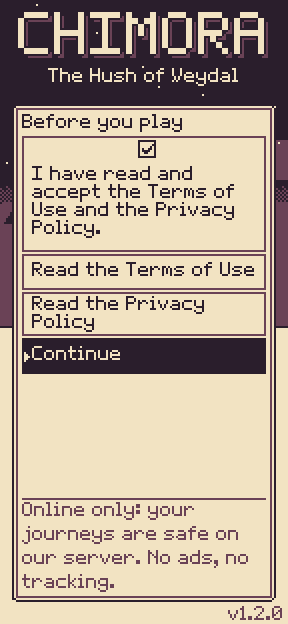 CHIMORA
The Hush of Veydal
Before you play
I have read and
accept the Terms of
Use and the Privacy
Policy.
Read the Terms of Use
Read the Privacy
Policy
Continue
Online only: your
journeys are safe on
our server. No ads, no
tracking.
v1.2.0